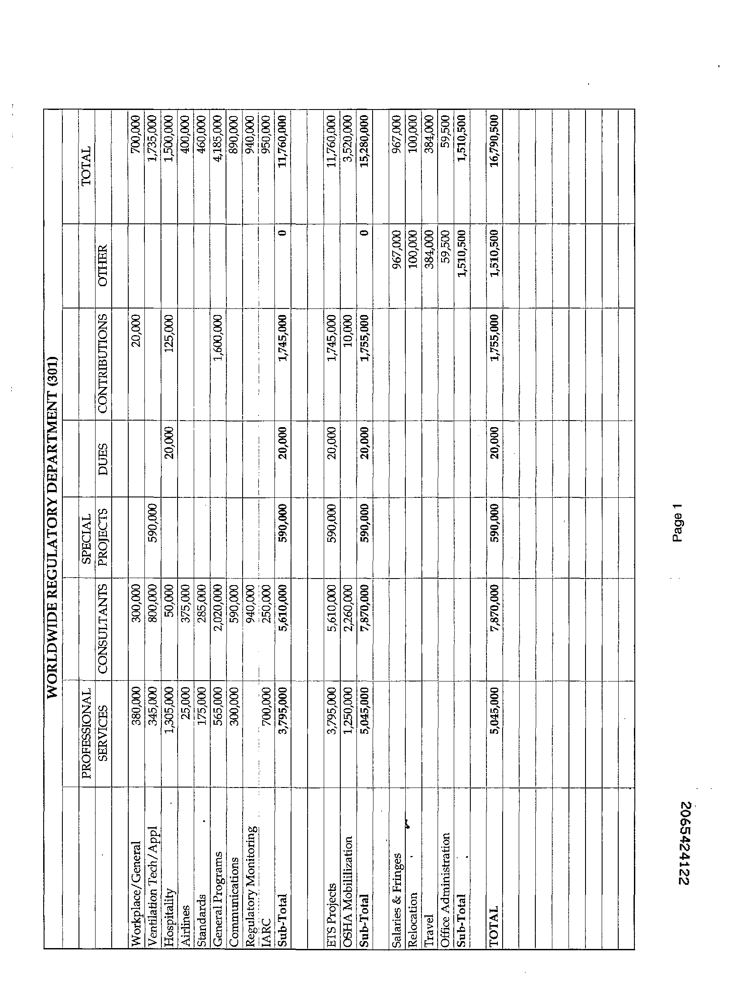 WORLDWIDE REGULATORY DEPARTMENT (301)
PROFESSIONAL SPECIAL TOTAL
SERVICES CONSULTANTS PROJECTS DUES CONTRIBUTIONS OTHER
Workplace/General 380,000 300,000 20,000 700,000
Ventilation Tech/Appl 345,000 800,000 590,000 1,735,000
Hospitality 1,305,000 50,000 20,000 125,000 1,500,000
Airlines 25,000 375,000 400,000
Standards 175,000 285,000 460,000
General Programs 565,000 2,020,000 1,600,000 4,185,000
Communications 300,000 590,000 890,000
Regulatory Monitoring 940,000 940,000
IARC 700,000 250,000 950,000
Sub-Total 3,795,000 5,610,000 590,000 20,000 1,745,000 0 11,760,000
ETS Projects 3,795,000 5,610,000 590,000 20,000 1,745,000 11,760,000
OSHA Mobililization 1,250,000 2,260,000 10,000 3,520,000
Sub-Total 5,045,000 7,870,000 590,000 20,000 1,755,000 0 15,280,000
Salaries & Fringes 967,000 967,000
Relocation 100,000 100,000
Travel 384,000 384,000
Office Administration 59,500 59,500
Sub-Total 1,510,500 1,510,500
TOTAL 5,045,000 7,870,000 590,000 20,000 1,755,000 1,510,500 16,790,500
Page 1
2065424122